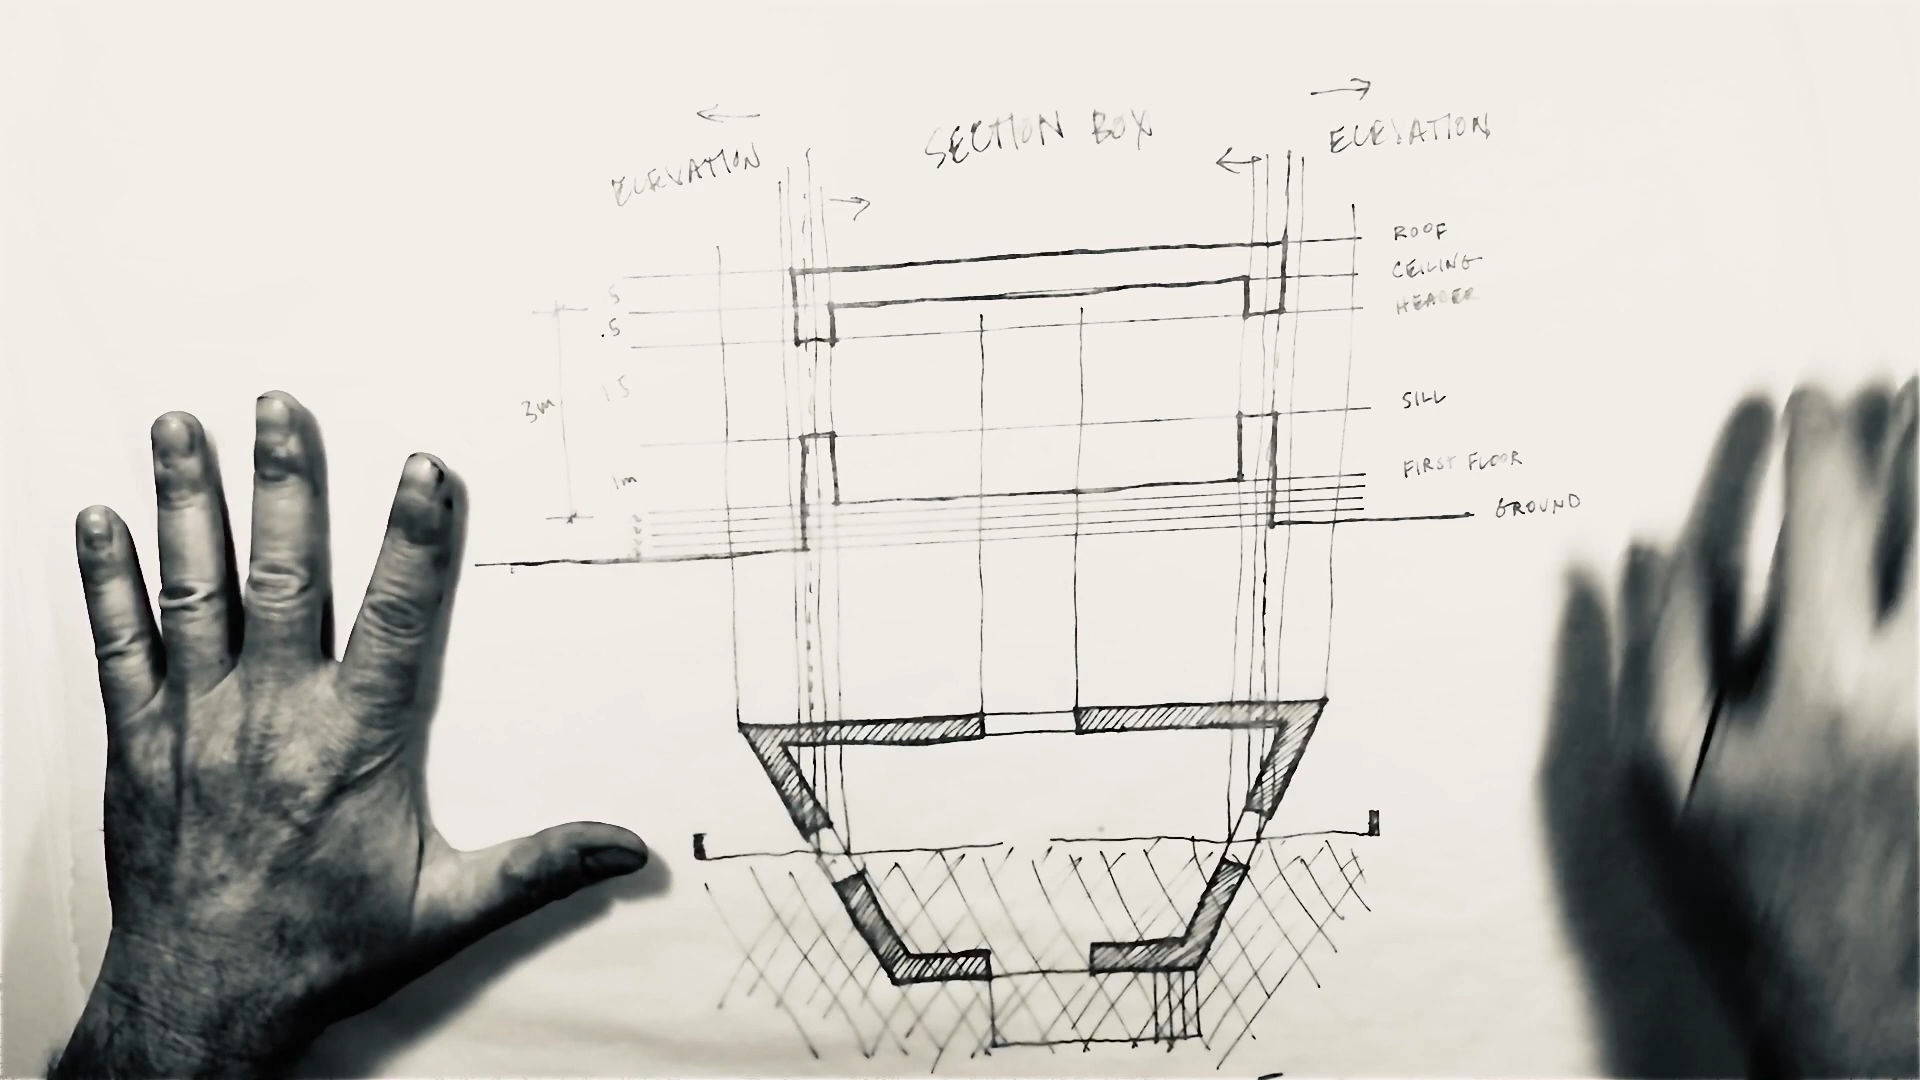 SECTION BOX
ELEVATION
ELEVATION
ROOF
CEILING
HEADER
.5
.5
1.5
3m
SILL
1m
FIRST FLOOR
GROUND